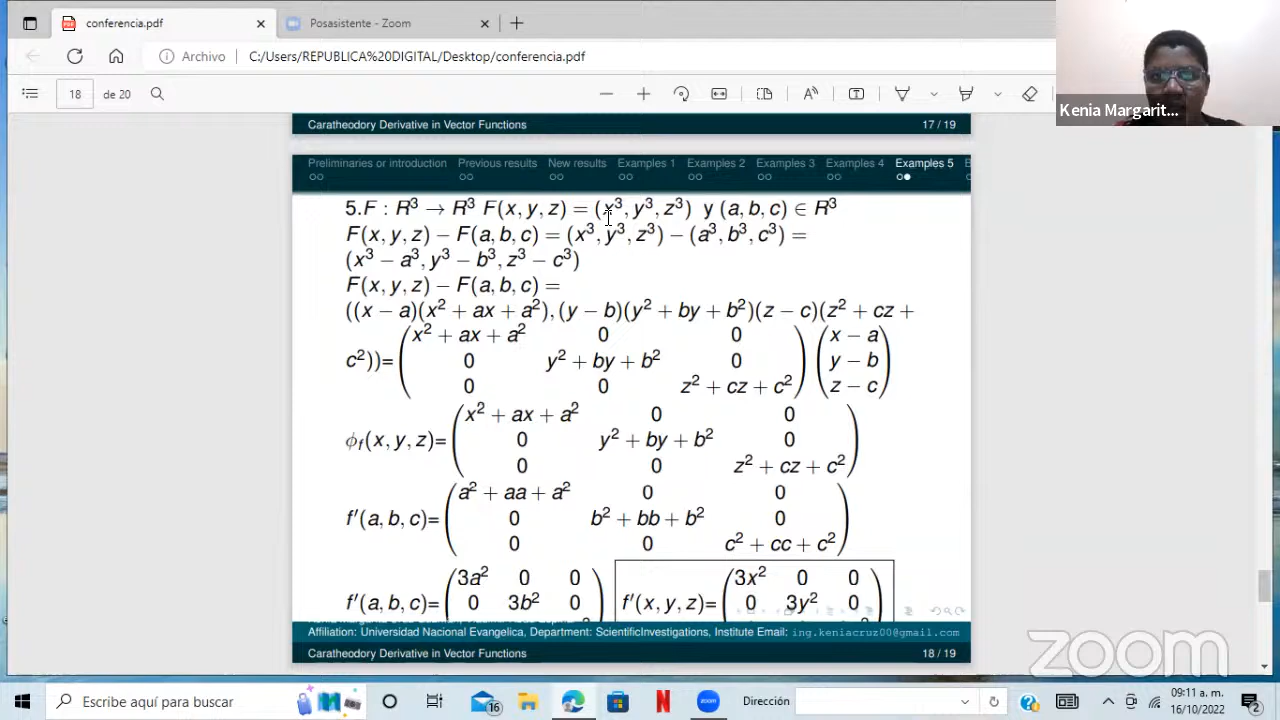 conferencia.pdf
Posasistente - Zoom
Archivo C:/Users/REPUBLICA%20DIGITAL/Desktop/conferencia.pdf
Kenia Margarit...
18 de 20
Caratheodory Derivative in Vector Functions 17 / 19
Preliminaries or introduction Previous results New results Examples 1 Examples 2 Examples 3 Examples 4 Examples 5
5.F : R³ → R³ F(x, y, z) = (x³, y³, z³) y (a, b, c) ∈ R³
F(x, y, z) − F(a, b, c) = (x³, y³, z³) − (a³, b³, c³) =
(x³ − a³, y³ − b³, z³ − c³)
F(x, y, z) − F(a, b, c) =
((x − a)(x² + ax + a²), (y − b)(y² + by + b²)(z − c)(z² + cz +
x² + ax + a² 0 0 x − a
c²))= 0 y² + by + b² 0 y − b
0 0 z² + cz + c² z − c
x² + ax + a² 0 0
ϕf(x, y, z)= 0 y² + by + b² 0
0 0 z² + cz + c²
a² + aa + a² 0 0
f′(a, b, c)= 0 b² + bb + b² 0
0 0 c² + cc + c²
3a² 0 0 3x² 0 0
f′(a, b, c)= 0 3b² 0 f′(x, y, z)= 0 3y² 0
Affiliation: Universidad Nacional Evangelica, Department: ScientificInvestigations, Institute Email: ing.keniacruz00@gmail.com
Caratheodory Derivative in Vector Functions 18 / 19
zoom
Escribe aquí para buscar
16
zoom
Dirección
09:11 a. m.
16/10/2022
2